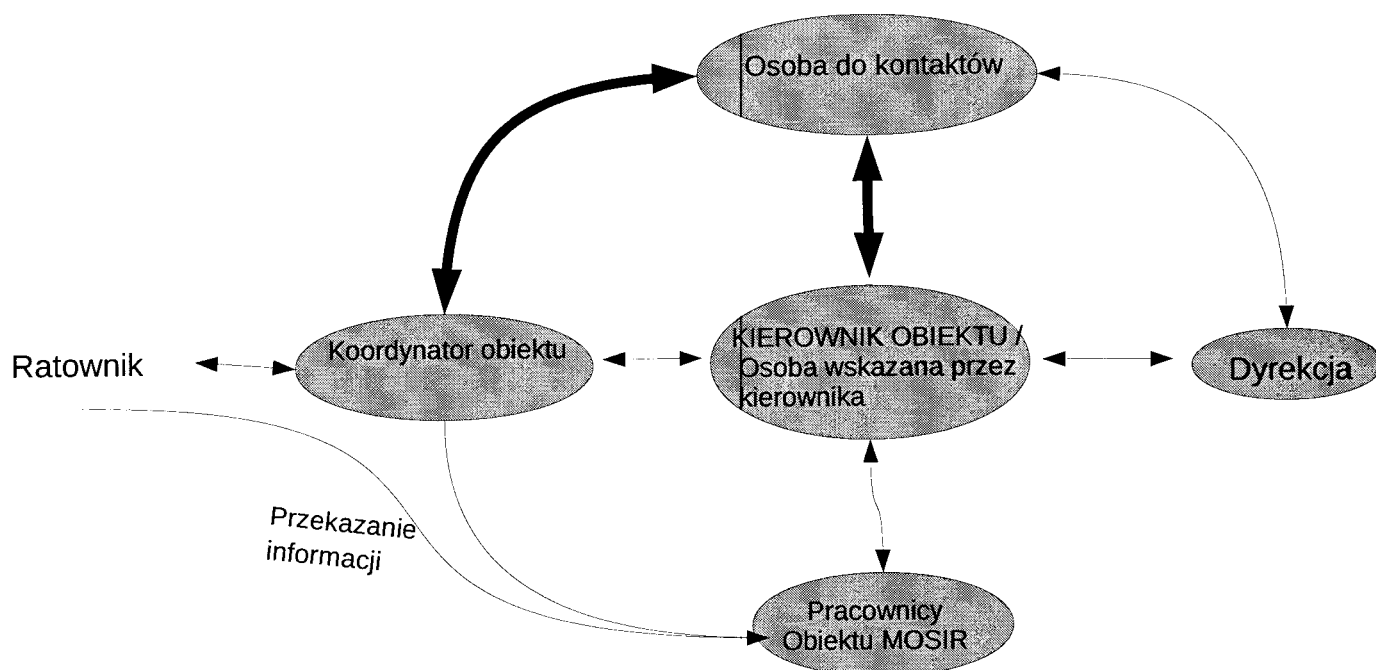 Osoba do kontaktów
Koordynator obiektu
KIEROWNIK OBIEKTU /
Osoba wskazana przez
kierownika
Ratownik
Dyrekcja
Przekazanie
informacji
Pracownicy
Obiektu MOSIR